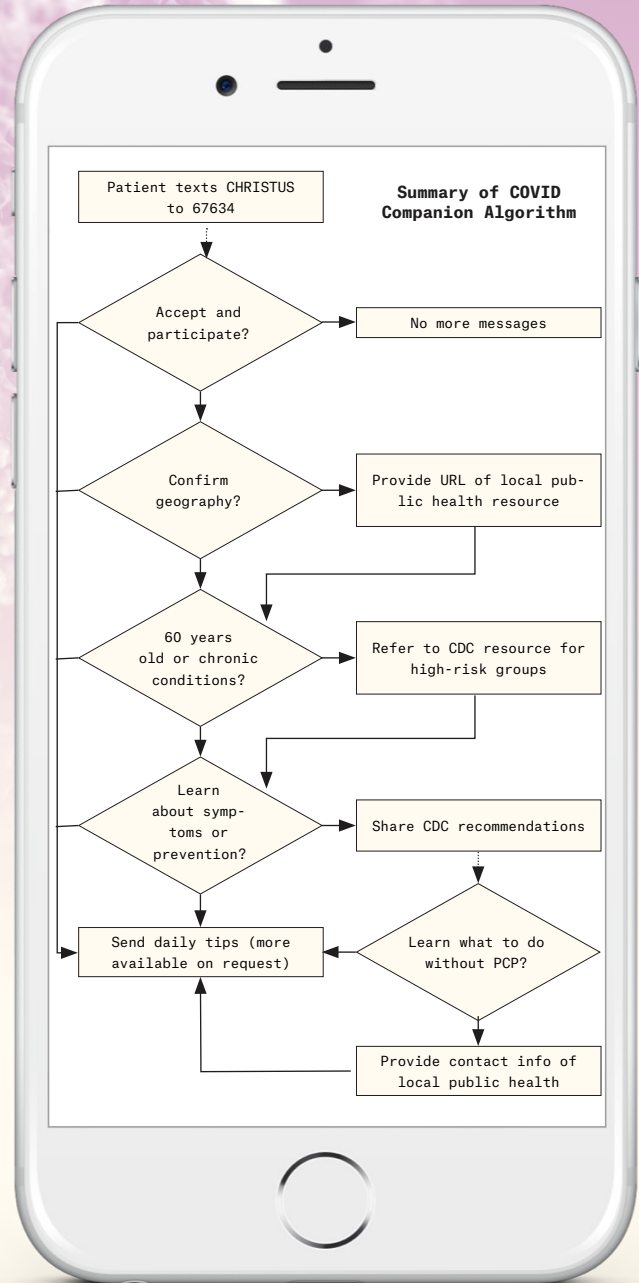 Patient texts CHRISTUS
to 67634
Summary of COVID
Companion Algorithm
Accept and
participate?
No more messages
Confirm
geography?
Provide URL of local pub-
lic health resource
60 years
old or chronic
conditions?
Refer to CDC resource for
high-risk groups
Learn
about symp-
toms or
prevention?
Share CDC recommendations
Send daily tips (more
available on request)
Learn what to do
without PCP?
Provide contact info of
local public health